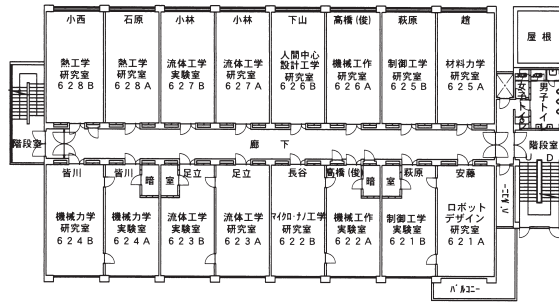 小西
熱工学
研究室
628B
石原
熱工学
研究室
628A
小林
流体工学
実験室
627B
小林
流体工学
研究室
627A
下山
人間中心
設計工学
研究室
626B
高橋(俊)
機械工作
研究室
626A
萩原
制御工学
研究室
625B
趙
材料力学
研究室
625A
屋根
女子トイレ
男子トイレ
階段室
廊下
階段室
U D
皆川
機械力学
研究室
624B
皆川
機械力学
実験室
624A
暗室
足立
流体工学
実験室
623B
足立
流体工学
研究室
623A
長谷
マイクロ・ナノ工学
研究室
622B
高橋(俊)
機械工作
実験室
622A
暗室
萩原
制御工学
実験室
621B
安藤
ロボット
デザイン
研究室
621A
バルコニー
バルコニー